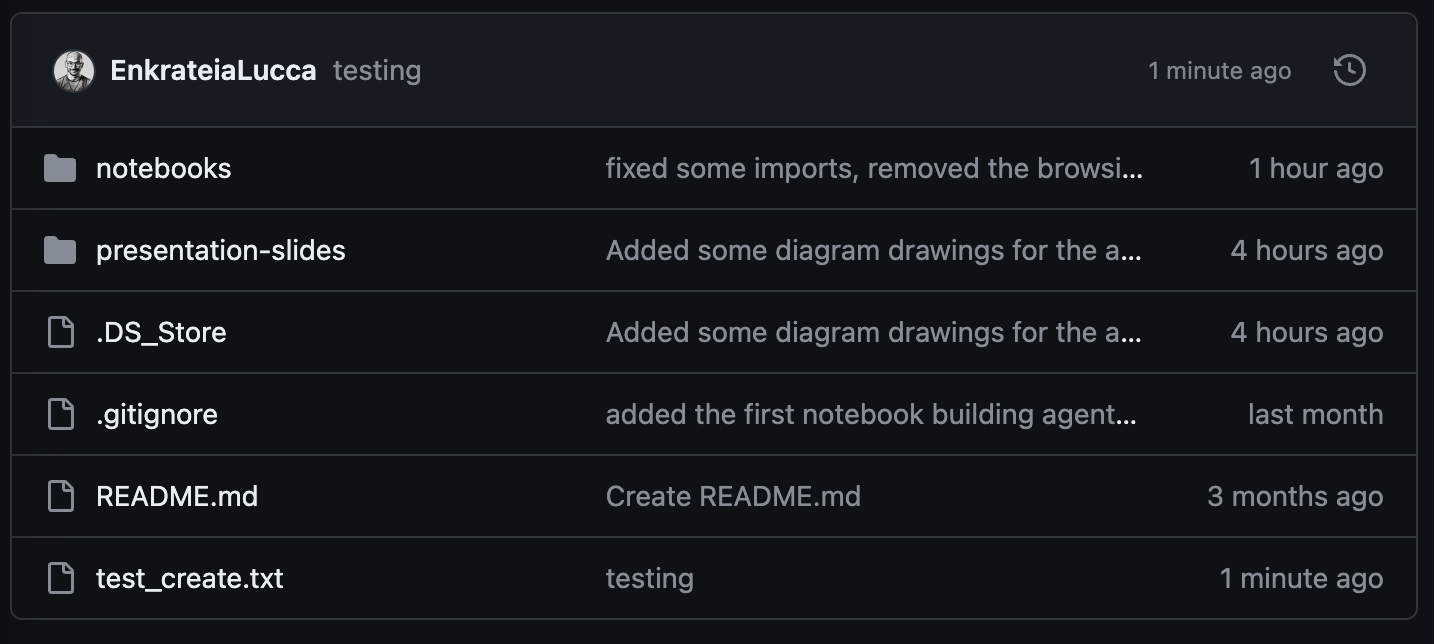 EnkrateiaLucca testing 1 minute ago
notebooks fixed some imports, removed the browsi... 1 hour ago
presentation-slides Added some diagram drawings for the a... 4 hours ago
.DS_Store Added some diagram drawings for the a... 4 hours ago
.gitignore added the first notebook building agent... last month
README.md Create README.md 3 months ago
test_create.txt testing 1 minute ago